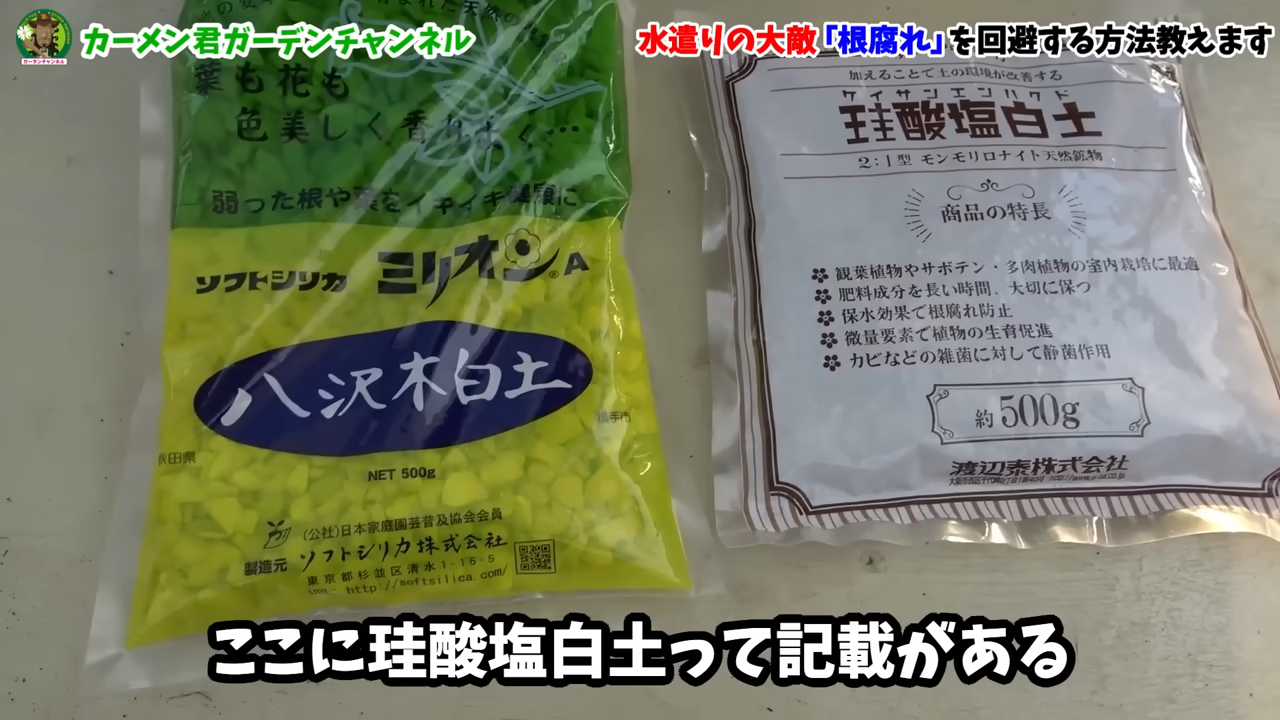 カーメン君ガーデンチャンネル
水遣りの大敵「根腐れ」を回避する方法教えます
葉も花も
色美しく香りよく…
弱った根や葉をイキイキ健康に
ソフトシリカ ミリオン®A
八沢木白土
秋田県
横手市
NET 500g
(公社)日本家庭園芸普及協会会員
製造元 ソフトシリカ株式会社
東京都杉並区清水1-16-5
URL: http://softsilica.com/
加えることで土の環境が改善する
ケイサンエンハクド
珪酸塩白土
2:1型 モンモリロナイト天然鉱物
商品の特長
観葉植物やサボテン・多肉植物の室内栽培に最適
肥料成分を長い時間、大切に保つ
保水効果で根腐れ防止
微量要素で植物の生育促進
カビなどの雑菌に対して静菌作用
約500g
渡辺泰株式会社
ここに珪酸塩白土って記載がある